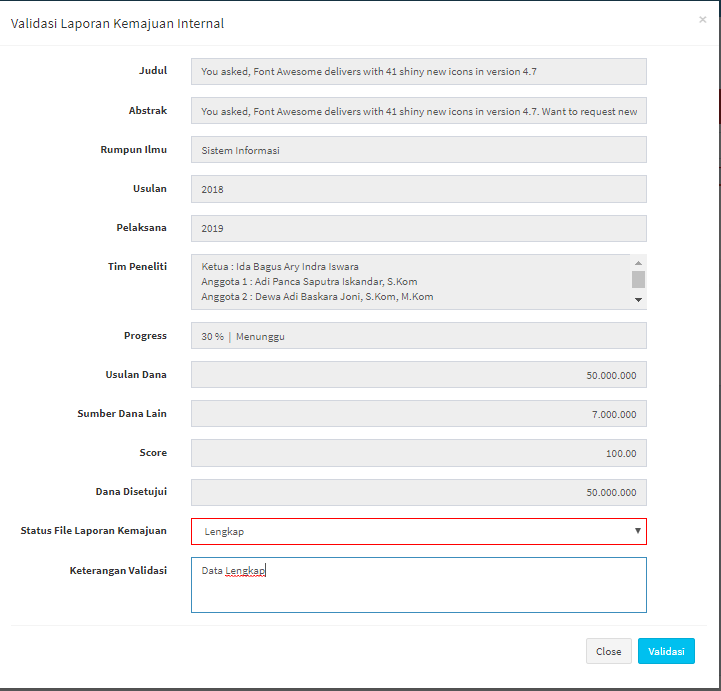 Validasi Laporan Kemajuan Internal
×
Judul You asked, Font Awesome delivers with 41 shiny new icons in version 4.7
Abstrak You asked, Font Awesome delivers with 41 shiny new icons in version 4.7. Want to request new
Rumpun Ilmu Sistem Informasi
Usulan 2018
Pelaksana 2019
Tim Peneliti Ketua : Ida Bagus Ary Indra Iswara
Anggota 1 : Adi Panca Saputra Iskandar, S.Kom
Anggota 2 : Dewa Adi Baskara Joni, S.Kom, M.Kom
Progress 30 % | Menunggu
Usulan Dana 50.000.000
Sumber Dana Lain 7.000.000
Score 100.00
Dana Disetujui 50.000.000
Status File Laporan Kemajuan Lengkap
Keterangan Validasi Data Lengkap
Close Validasi